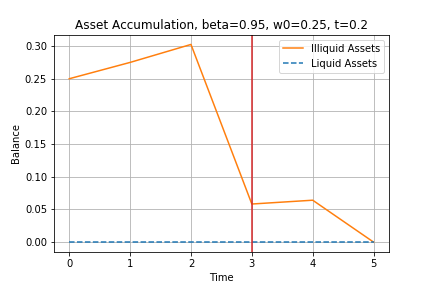 Asset Accumulation, beta=0.95, w0=0.25, t=0.2
Illiquid Assets
Liquid Assets
Balance
0.30
0.25
0.20
0.15
0.10
0.05
0.00
0 1 2 3 4 5
Time